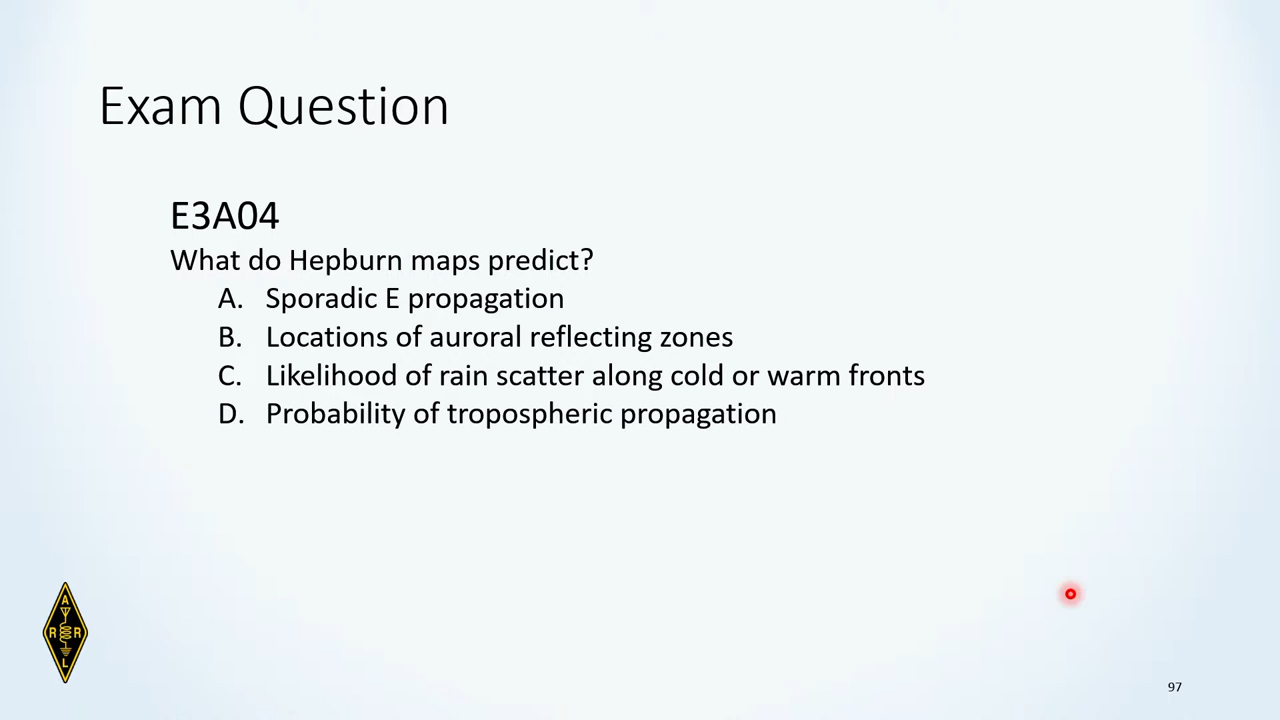 Exam Question
E3A04
What do Hepburn maps predict?
A. Sporadic E propagation
B. Locations of auroral reflecting zones
C. Likelihood of rain scatter along cold or warm fronts
D. Probability of tropospheric propagation
A
R R
L
97